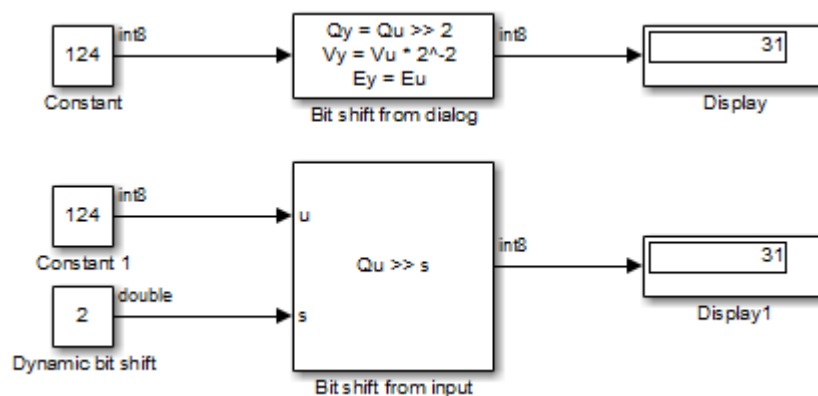 int8
124
Constant
Qy = Qu >> 2
Vy = Vu * 2^-2
Ey = Eu
Bit shift from dialog
int8
31
Display
int8
124
Constant 1
double
2
Dynamic bit shift
u
s
Qu >> s
Bit shift from input
int8
31
Display1